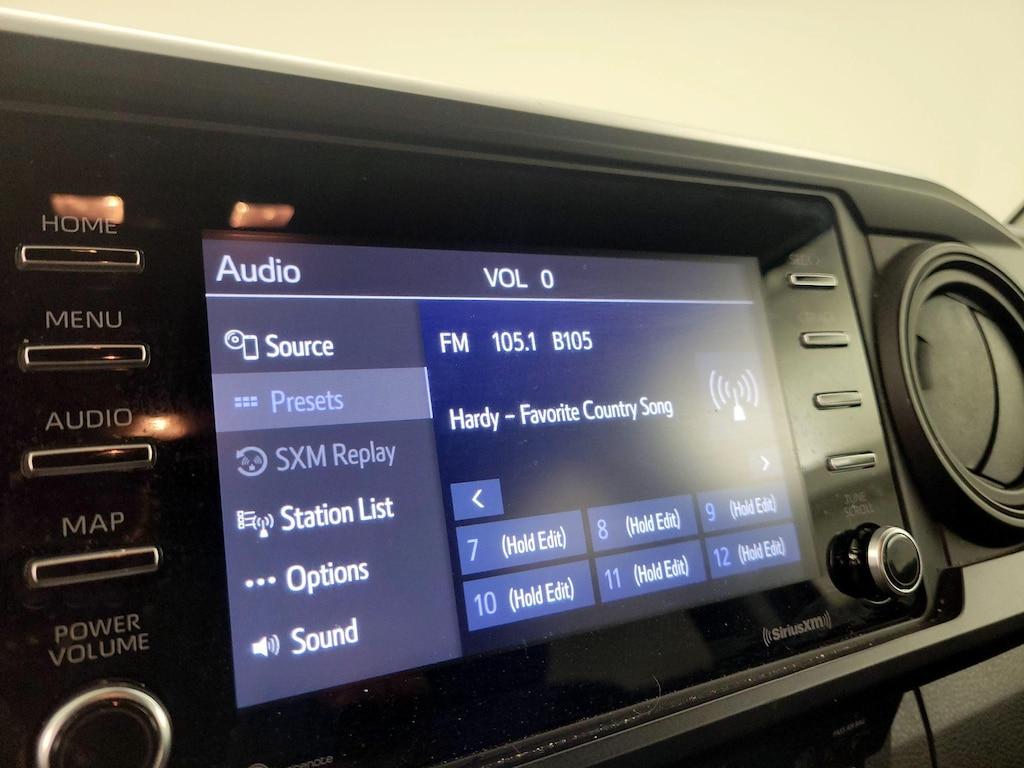 HOME
MENU
AUDIO
MAP
POWER
VOLUME
Audio
VOL 0
Source
Presets
SXM Replay
Station List
Options
Sound
FM 105.1 B105
Hardy – Favorite Country Song
<
>
7 (Hold Edit)
8 (Hold Edit)
9 (Hold Edit)
10 (Hold Edit)
11 (Hold Edit)
12 (Hold Edit)
SEEK >
TUNE
SCROLL
SiriusXM